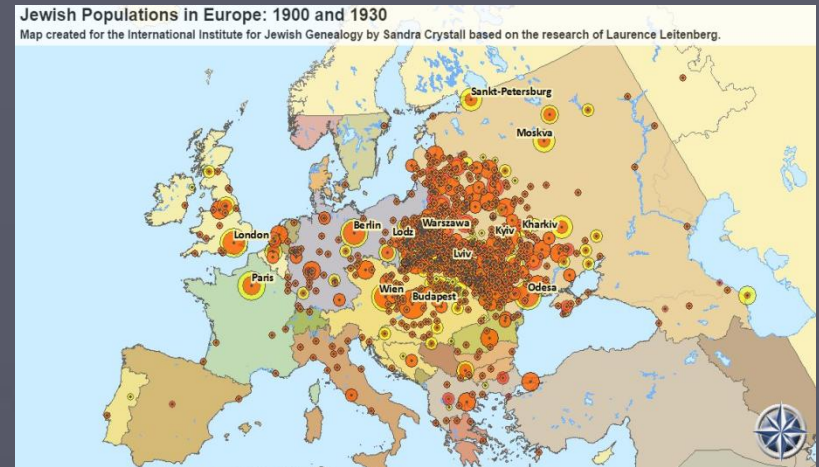 Jewish Populations in Europe: 1900 and 1930
Map created for the International Institute for Jewish Genealogy by Sandra Crystall based on the research of Laurence Leitenberg.
Sankt-Petersburg
Moskva
London
Berlin
Lodz
Warszawa
Kyiv
Kharkiv
Lviv
Paris
Wien
Budapest
Odesa